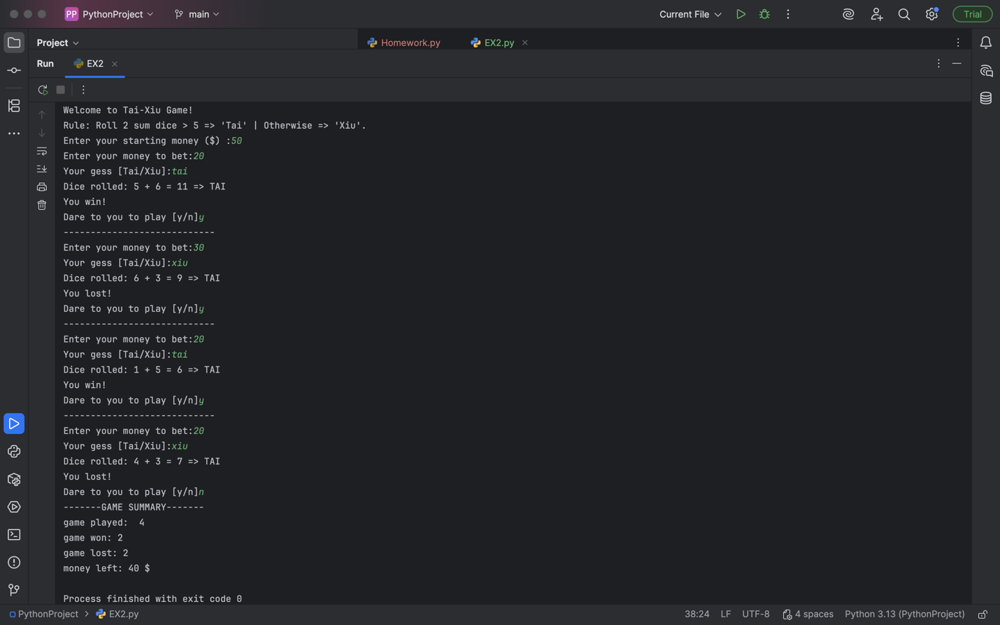 PP PythonProject main Current File Trial
Project Homework.py EX2.py
Run EX2
Welcome to Tai-Xiu Game!
Rule: Roll 2 sum dice > 5 => 'Tai' | Otherwise => 'Xiu'.
Enter your starting money ($) :50
Enter your money to bet:20
Your gess [Tai/Xiu]:tai
Dice rolled: 5 + 6 = 11 => TAI
You win!
Dare to you to play [y/n]y
----------------------------
Enter your money to bet:30
Your gess [Tai/Xiu]:xiu
Dice rolled: 6 + 3 = 9 => TAI
You lost!
Dare to you to play [y/n]y
----------------------------
Enter your money to bet:20
Your gess [Tai/Xiu]:tai
Dice rolled: 1 + 5 = 6 => TAI
You win!
Dare to you to play [y/n]y
----------------------------
Enter your money to bet:20
Your gess [Tai/Xiu]:xiu
Dice rolled: 4 + 3 = 7 => TAI
You lost!
Dare to you to play [y/n]n
-------GAME SUMMARY-------
game played:  4
game won: 2
game lost: 2
money left: 40 $
Process finished with exit code 0
PythonProject > EX2.py 38:24 LF UTF-8 4 spaces Python 3.13 (PythonProject)